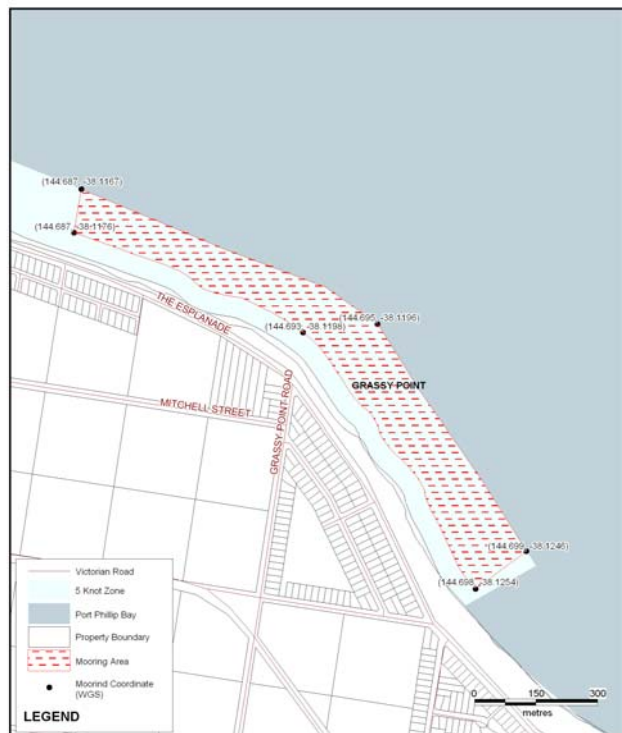 (144.687, -38.1167)
(144.687, -38.1176)
THE ESPLANADE
(144.693, -38.1198)
(144.695, -38.1196)
GRASSY POINT
MITCHELL STREET
GRASSY POINT ROAD
(144.699, -38.1246)
(144.698, -38.1254)
Victorian Road
5 Knot Zone
Port Phillip Bay
Property Boundary
Mooring Area
Moorind Coordinate
(WGS)
LEGEND
0 150 300
metres